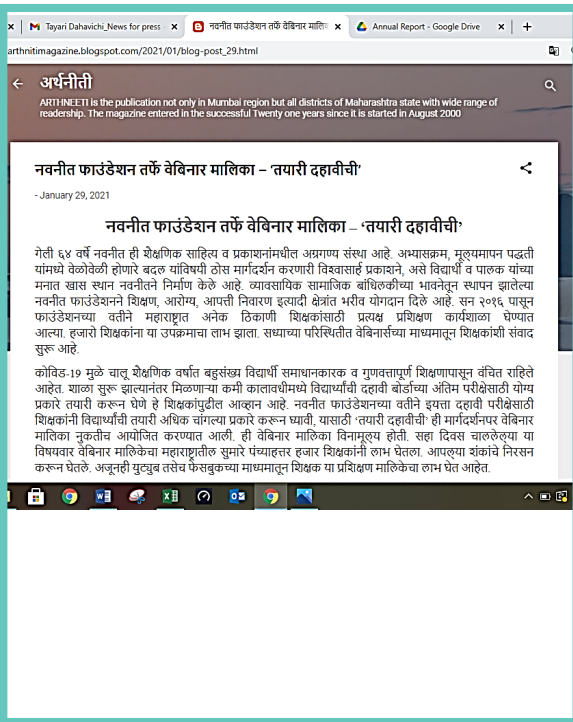 Tayari Dahavichi_News for press -
नवनीत फाउंडेशन तर्फे वेबिनार मालि
Annual Report - Google Drive
arthnitimagazine.blogspot.com/2021/01/blog-post_29.html
अर्थनीती
ARTHNEETI is the publication not only in Mumbai region but all districts of Maharashtra state with wide range of
readership. The magazine entered in the successful Twenty one years since it is started in August 2000
नवनीत फाउंडेशन तर्फे वेबिनार मालिका – 'तयारी दहावीची'
- January 29, 2021
नवनीत फाउंडेशन तर्फे वेबिनार मालिका – ‘तयारी दहावीची’
गेती ६४ वर्षे नवनीत ही शैक्षणिक साहित्य व प्रकाशनांमधील अग्रगण्य संस्था आहे. अभ्यासक्रम, मूल्यमापन पद्धती
यांमध्ये वेळोवेळी होणारे बदल यांविषयी ठोस मार्गदर्शन करणारी विश्वासार्ह प्रकाशने, असे विद्यार्थी व पालक यांच्या
मनात खास स्थान नवनीतने निर्माण केले आहे. व्यावसायिक सामाजिक बांधिलकीच्या भावनेतून स्थापन झालेल्या
नवनीत फाउंडेशनने शिक्षण, आरोग्य, आपत्ती निवारण इत्यादी क्षेत्रांत भरीव योगदान दिले आहे. सन २०१६ पासून
फाउंडेशनच्या वतीने महाराष्ट्रात अनेक ठिकाणी शिक्षकांसाठी प्रत्यक्ष प्रशिक्षण कार्यशाळा घेण्यात
आल्या. हजारो शिक्षकांना या उपक्रमाचा लाभ झाला. सध्याच्या परिस्थितीत वेबिनार्सच्या माध्यमातून शिक्षकांशी संवाद
सुरू आहे.
कोविड-19 मुळे चालू शैक्षणिक वर्षात बहुसंख्य विद्यार्थी समाधानकारक व गुणवत्तापूर्ण शिक्षणापासून वंचित राहिले
आहेत. शाळा सुरू झाल्यानंतर मिळणाऱ्या कमी कालावधीमध्ये विद्यार्थ्यांची दहावी बोर्डाच्या अंतिम परीक्षेसाठी योग्य
प्रकारे तयारी करून घेणे हे शिक्षकांपुढील आव्हान आहे. नवनीत फाउंडेशनच्या वतीने इयत्ता दहावी परीक्षेसाठी
शिक्षकांनी विद्यार्थ्यांची तयारी अधिक चांगल्या प्रकारे करून घ्यावी, यासाठी ‘तयारी दहावीची’ ही मार्गदर्शनपर वेबिनार
मालिका नुकतीच आयोजित करण्यात आली. ही वेबिनार मालिका विनामूल्य होती. सहा दिवस चाललेल्या या
विषयवार वेबिनार मालिकेचा महाराष्ट्रातील सुमारे पंच्याहत्तर हजार शिक्षकांनी लाभ घेतला. आपल्या शंकांचे निरसन
करून घेतले. अजूनही युट्युब तसेच फेसबुकच्या माध्यमातून शिक्षक या प्रशिक्षण मालिकेचा लाभ घेत आहेत.